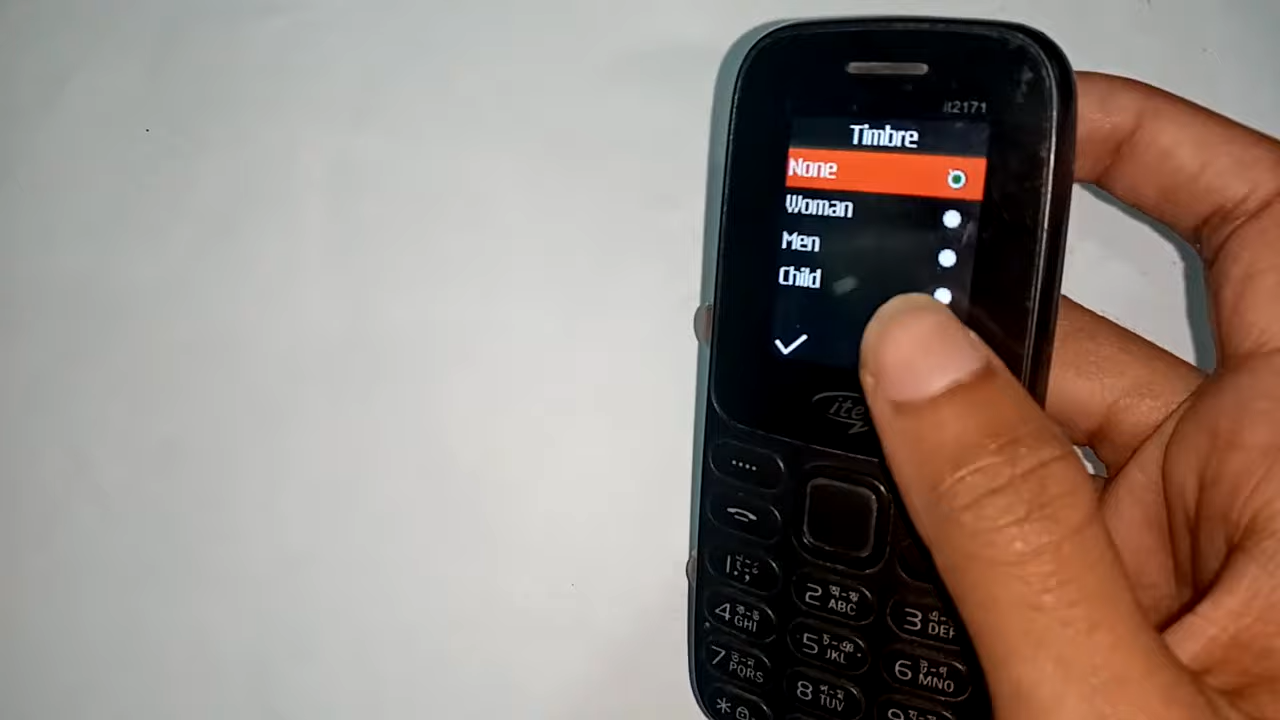 it2171
Timbre
None
Woman
Men
Child
ite
1
2 অ-ঝ
ABC
3 এ-
DEF
4 ক-ঙ
GHI
5 চ-ঞ
JKL
6 ট-ণ
MNO
7 ত-ন
PQRS
8 প-ম
TUV
*